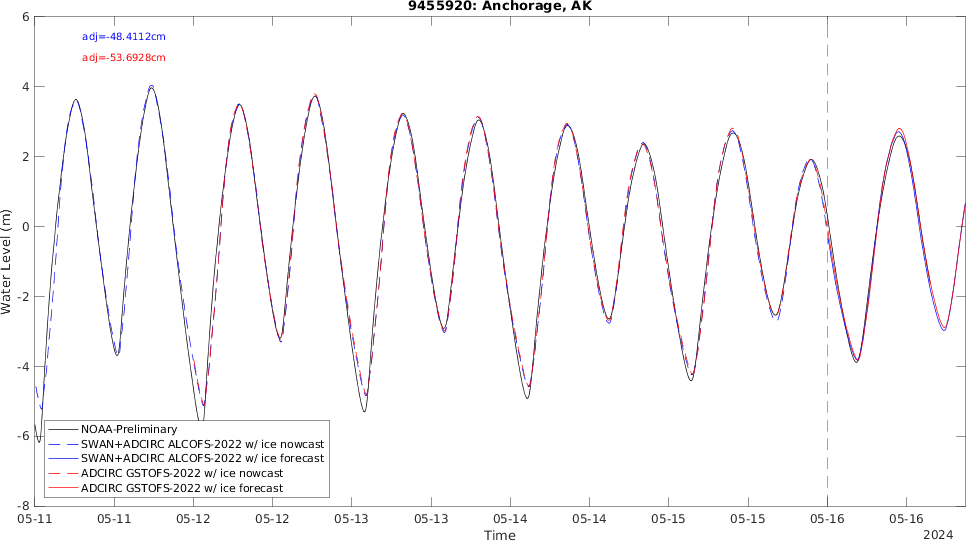 9455920: Anchorage, AK
6
4
2
0
-2
-4
-6
-8
Water Level (m)
adj=-48.4112cm
adj=-53.6928cm
NOAA-Preliminary
SWAN+ADCIRC ALCOFS-2022 w/ ice nowcast
SWAN+ADCIRC ALCOFS-2022 w/ ice forecast
ADCIRC GSTOFS-2022 w/ ice nowcast
ADCIRC GSTOFS-2022 w/ ice forecast
05-11 05-11 05-12 05-12 05-13 05-13 05-14 05-14 05-15 05-15 05-16 05-16
Time
2024